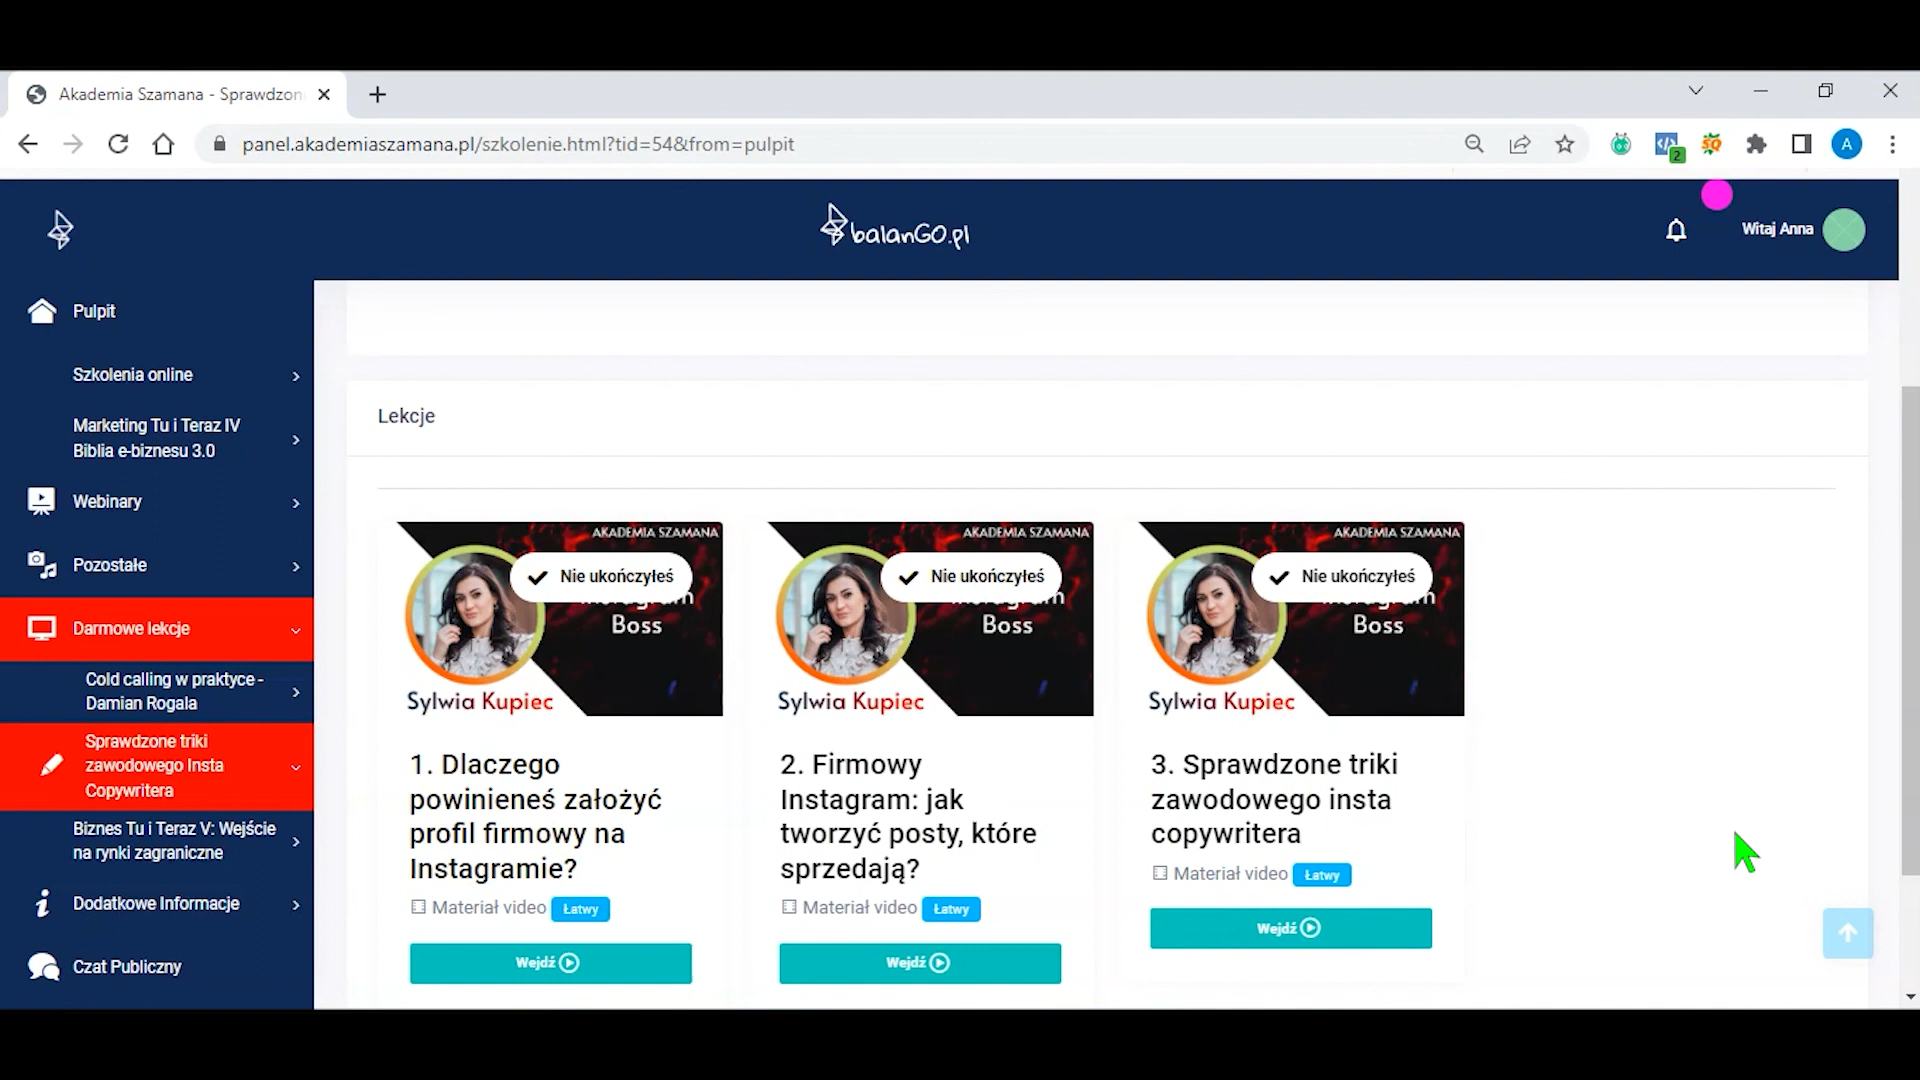 Akademia Szamana - Sprawdzon
panel.akademiaszamana.pl/szkolenie.html?tid=54&from=pulpit
2
SQ
A
balanGO.pl
Witaj Anna
Pulpit
Szkolenia online
Marketing Tu i Teraz IV
Biblia e-biznesu 3.0
Webinary
Pozostałe
Darmowe lekcje
Cold calling w praktyce -
Damian Rogala
Sprawdzone triki
zawodowego Insta
Copywritera
Biznes Tu i Teraz V: Wejście
na rynki zagraniczne
Dodatkowe Informacje
Czat Publiczny
Lekcje
AKADEMIA SZAMANA
Nie ukończyłeś
Instagram
Boss
Sylwia Kupiec
1. Dlaczego
powinieneś założyć
profil firmowy na
Instagramie?
Materiał video Łatwy
Wejdź
AKADEMIA SZAMANA
Nie ukończyłeś
Instagram
Boss
Sylwia Kupiec
2. Firmowy
Instagram: jak
tworzyć posty, które
sprzedają?
Materiał video Łatwy
Wejdź
AKADEMIA SZAMANA
Nie ukończyłeś
Instagram
Boss
Sylwia Kupiec
3. Sprawdzone triki
zawodowego insta
copywritera
Materiał video Łatwy
Wejdź